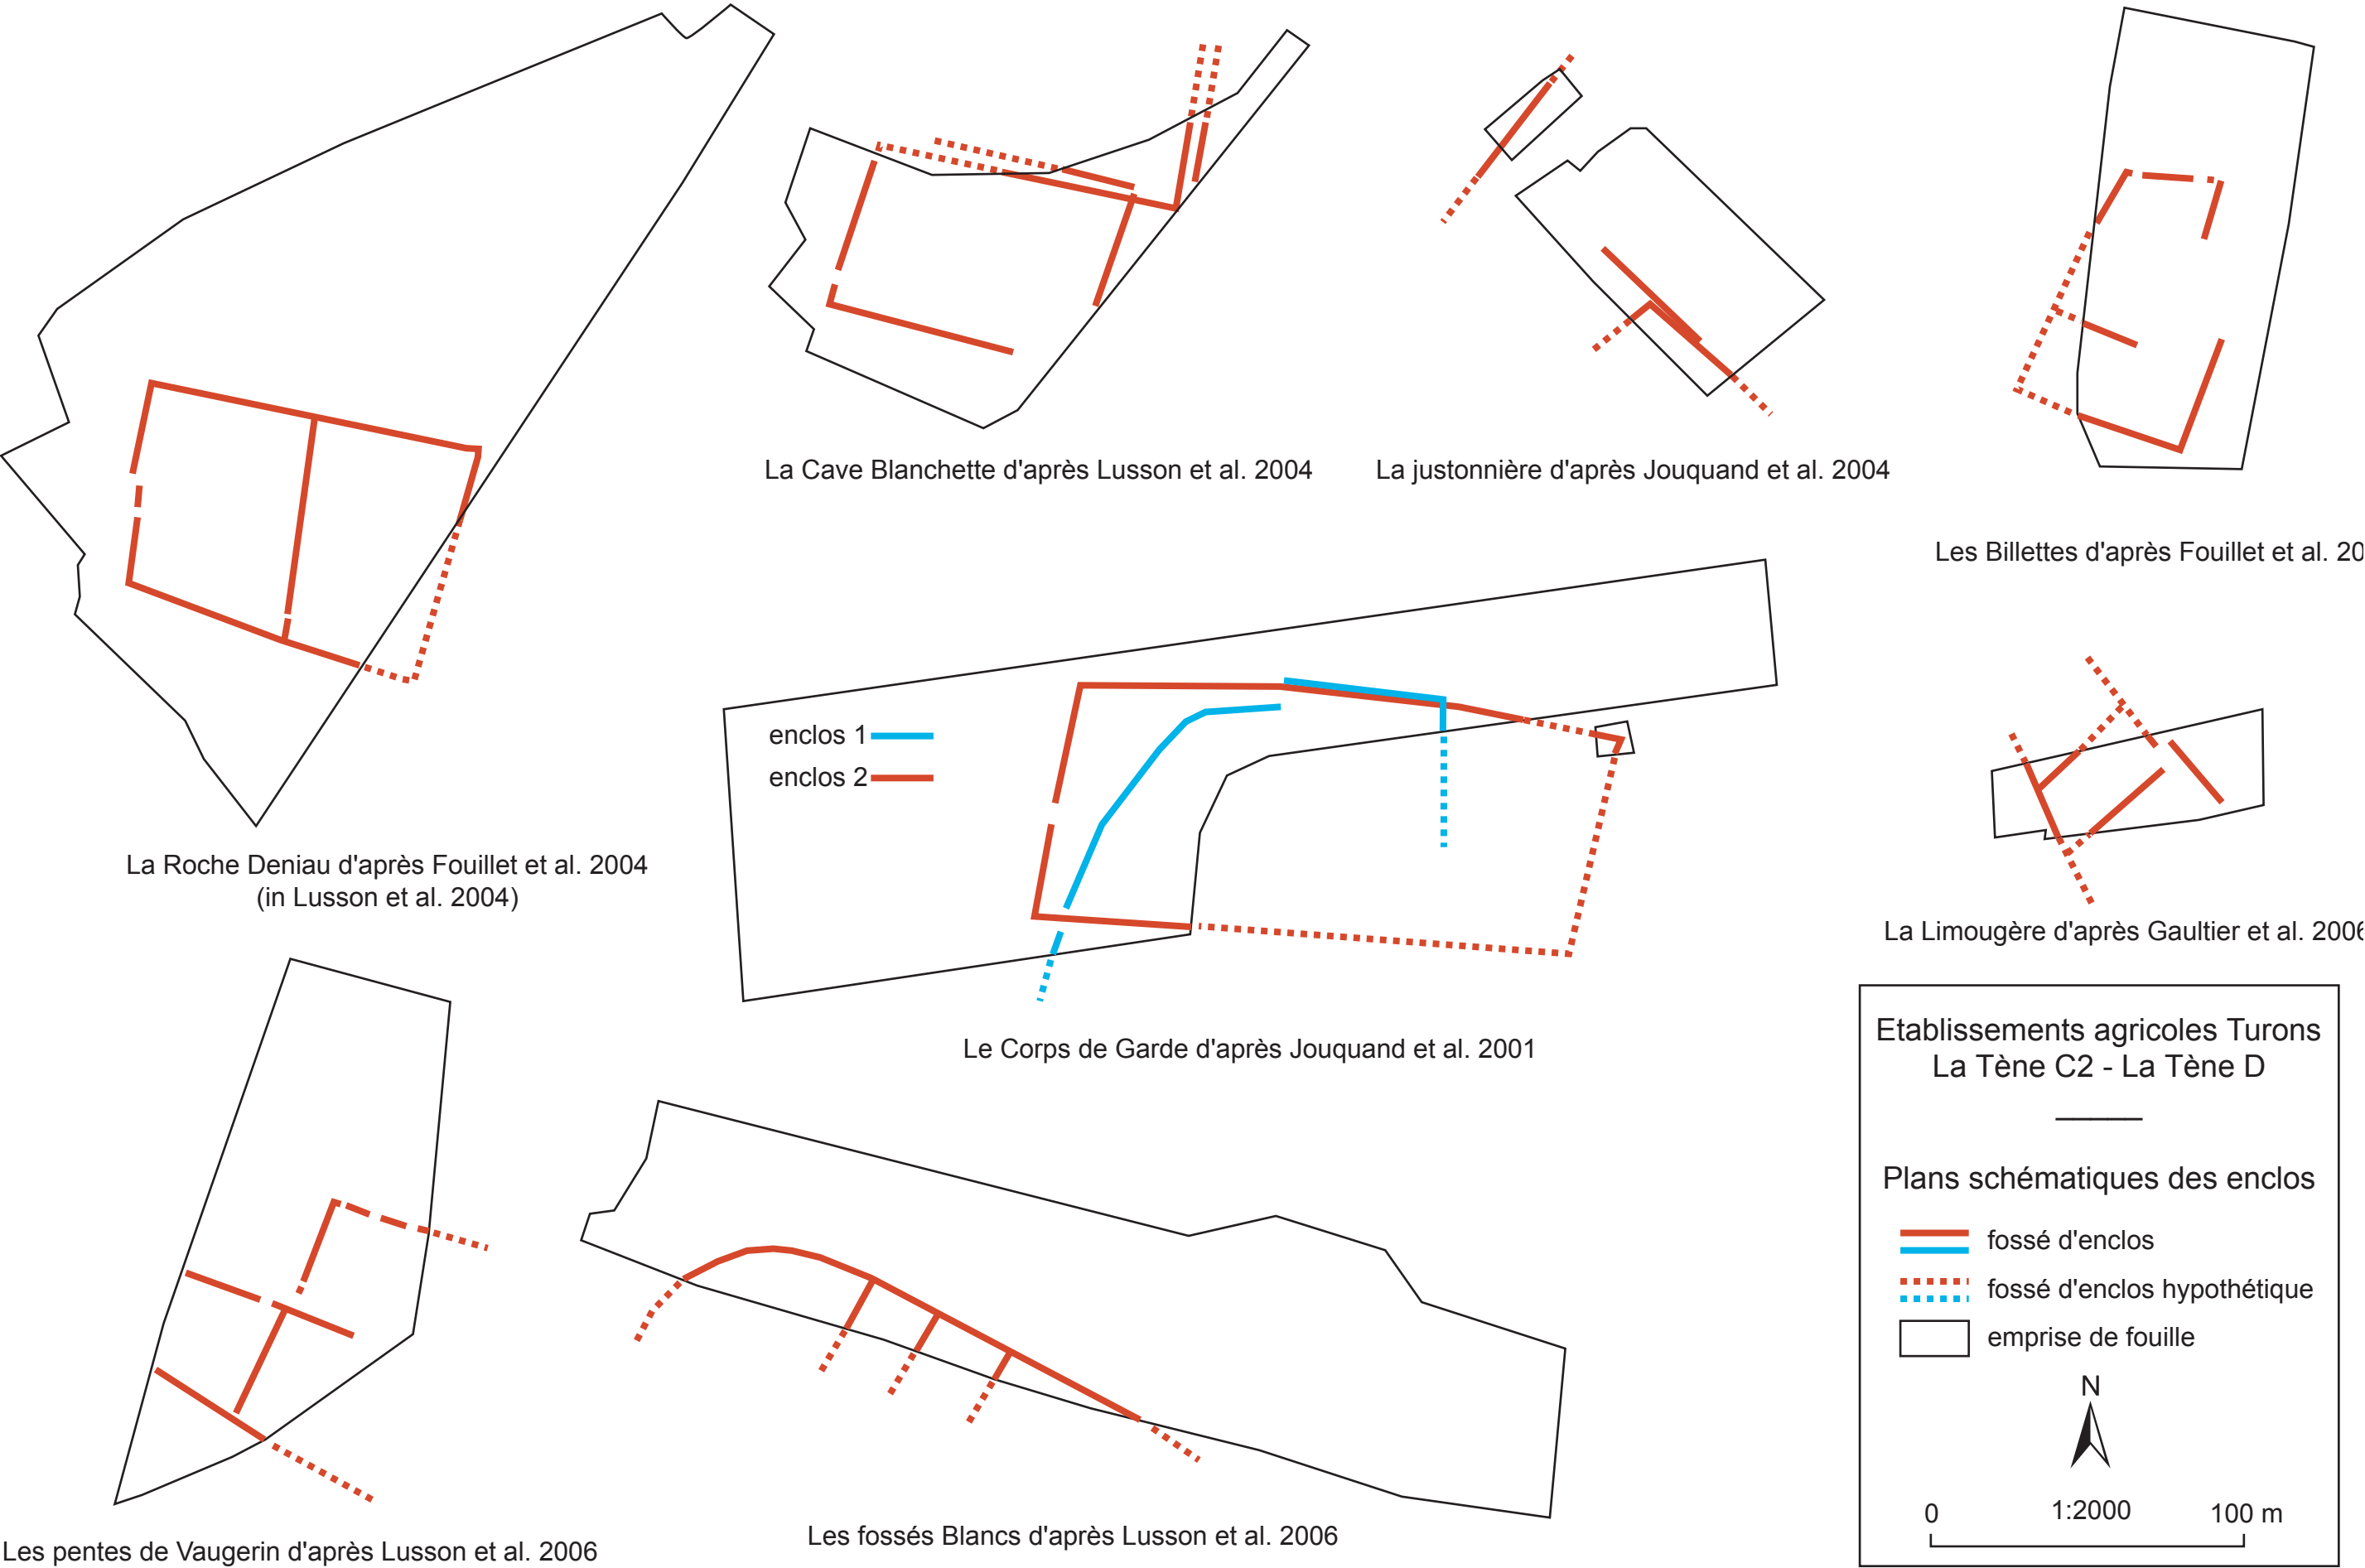 La Cave Blanchette d'après Lusson et al. 2004
La justonnière d'après Jouquand et al. 2004
Les Billettes d'après Fouillet et al. 20
enclos 1
enclos 2
La Roche Deniau d'après Fouillet et al. 2004
(in Lusson et al. 2004)
La Limougère d'après Gaultier et al. 2006
Le Corps de Garde d'après Jouquand et al. 2001
Etablissements agricoles Turons
La Tène C2 - La Tène D
Plans schématiques des enclos
fossé d'enclos
fossé d'enclos hypothétique
emprise de fouille
N
0 1:2000 100 m
Les fossés Blancs d'après Lusson et al. 2006
Les pentes de Vaugerin d'après Lusson et al. 2006